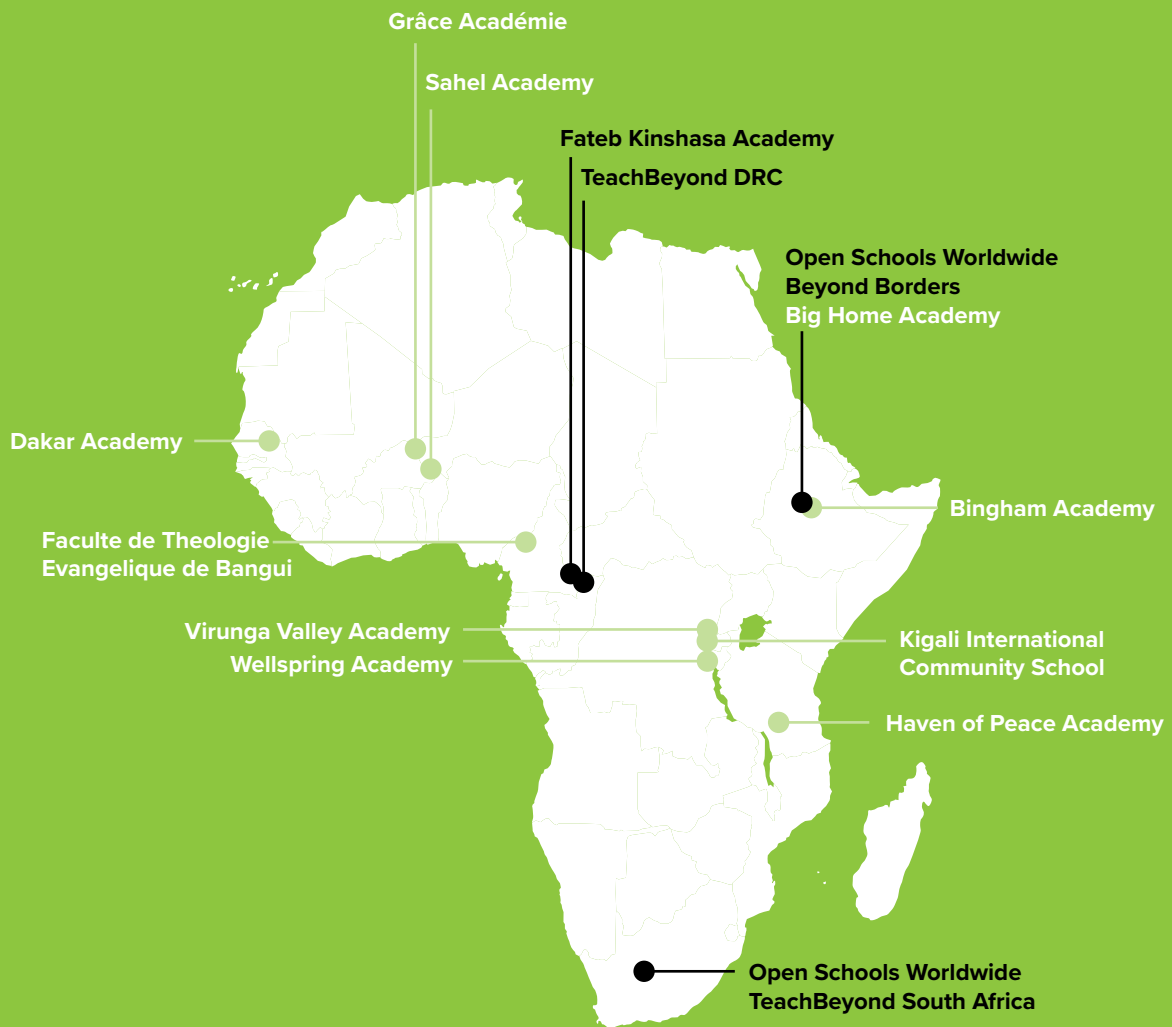 Grâce Académie
Sahel Academy
Fateb Kinshasa Academy
TeachBeyond DRC
Open Schools Worldwide
Beyond Borders
Big Home Academy
Dakar Academy
Bingham Academy
Faculte de Theologie
Evangelique de Bangui
Virunga Valley Academy
Wellspring Academy
Kigali International
Community School
Haven of Peace Academy
Open Schools Worldwide
TeachBeyond South Africa